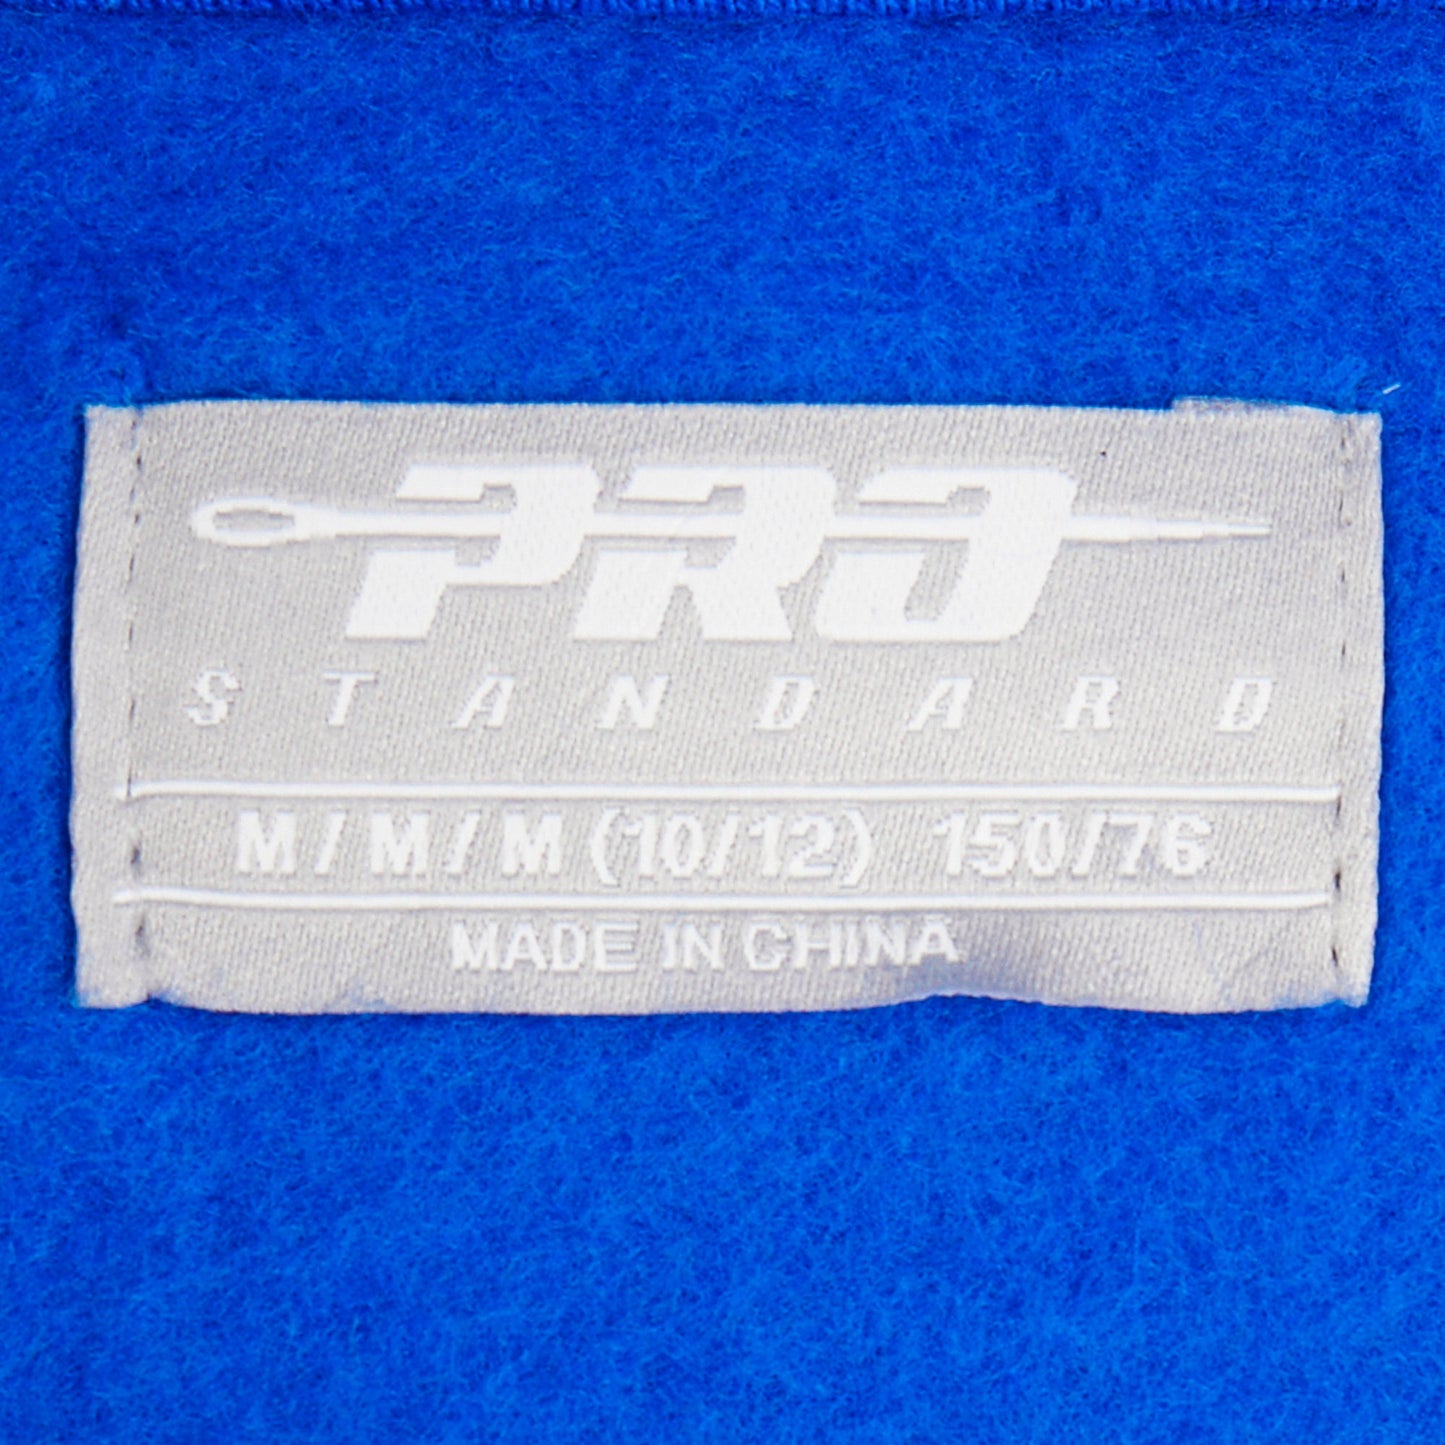 PRO
STANDARD
M / M / M (10/12) 150/76
MADE IN CHINA